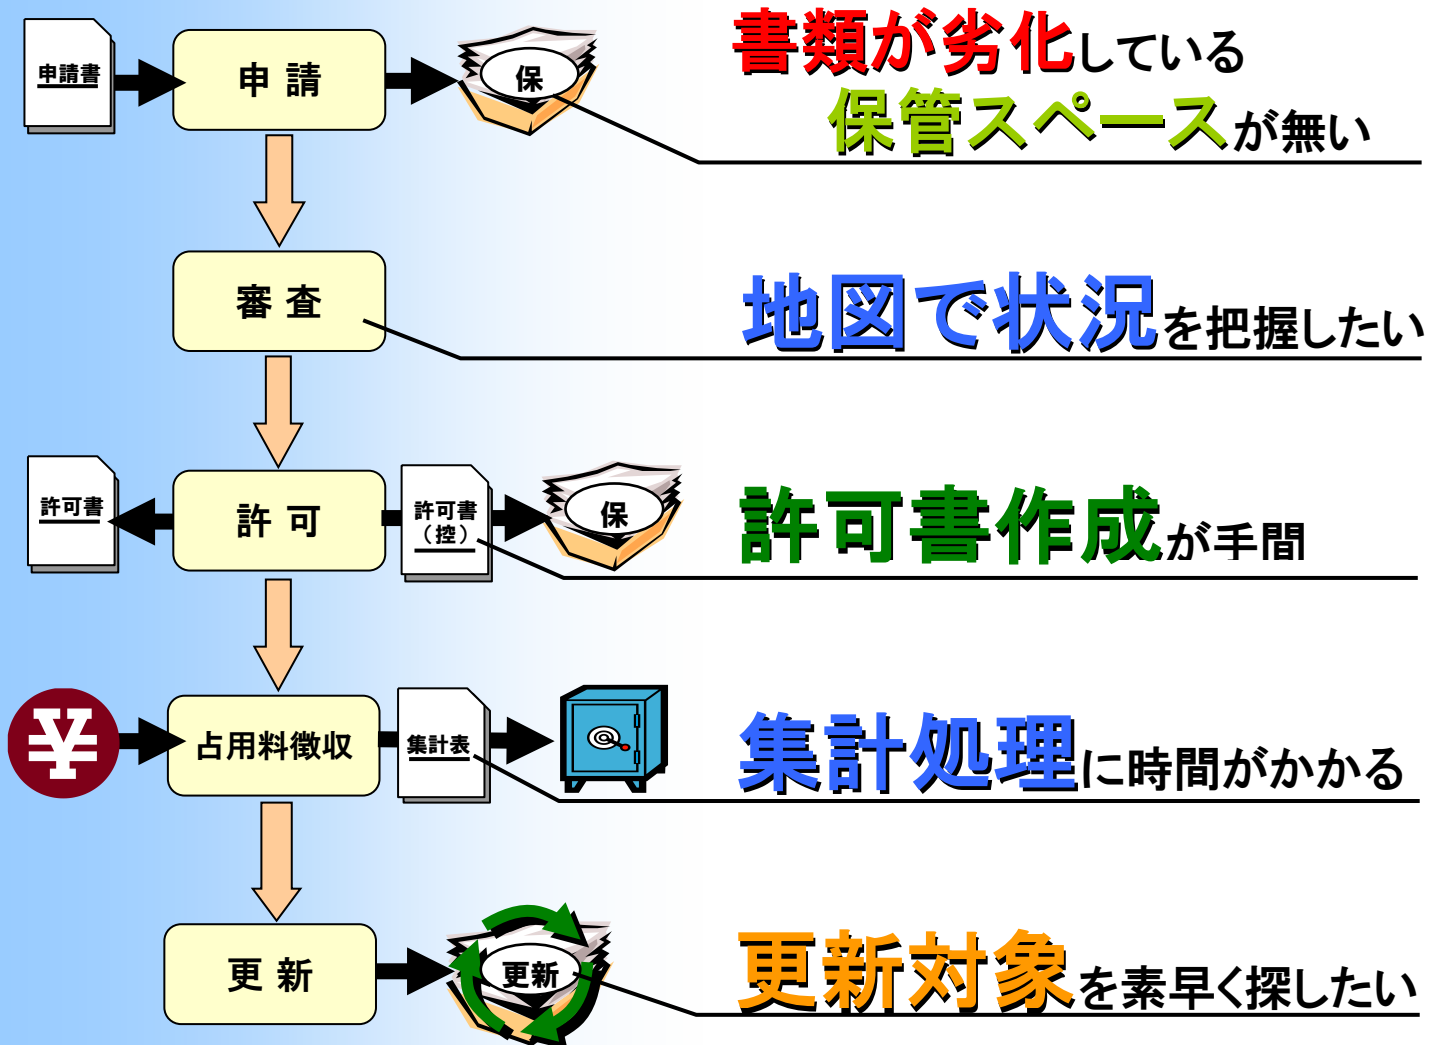 申請書
申 請
保
書類が劣化している
保管スペースが無い
審 査
地図で状況を把握したい
許可書
許 可
許可書
（控）
保
許可書作成が手間
¥
占用料徴収
集計表
集計処理に時間がかかる
更 新
更新
更新対象を素早く探したい